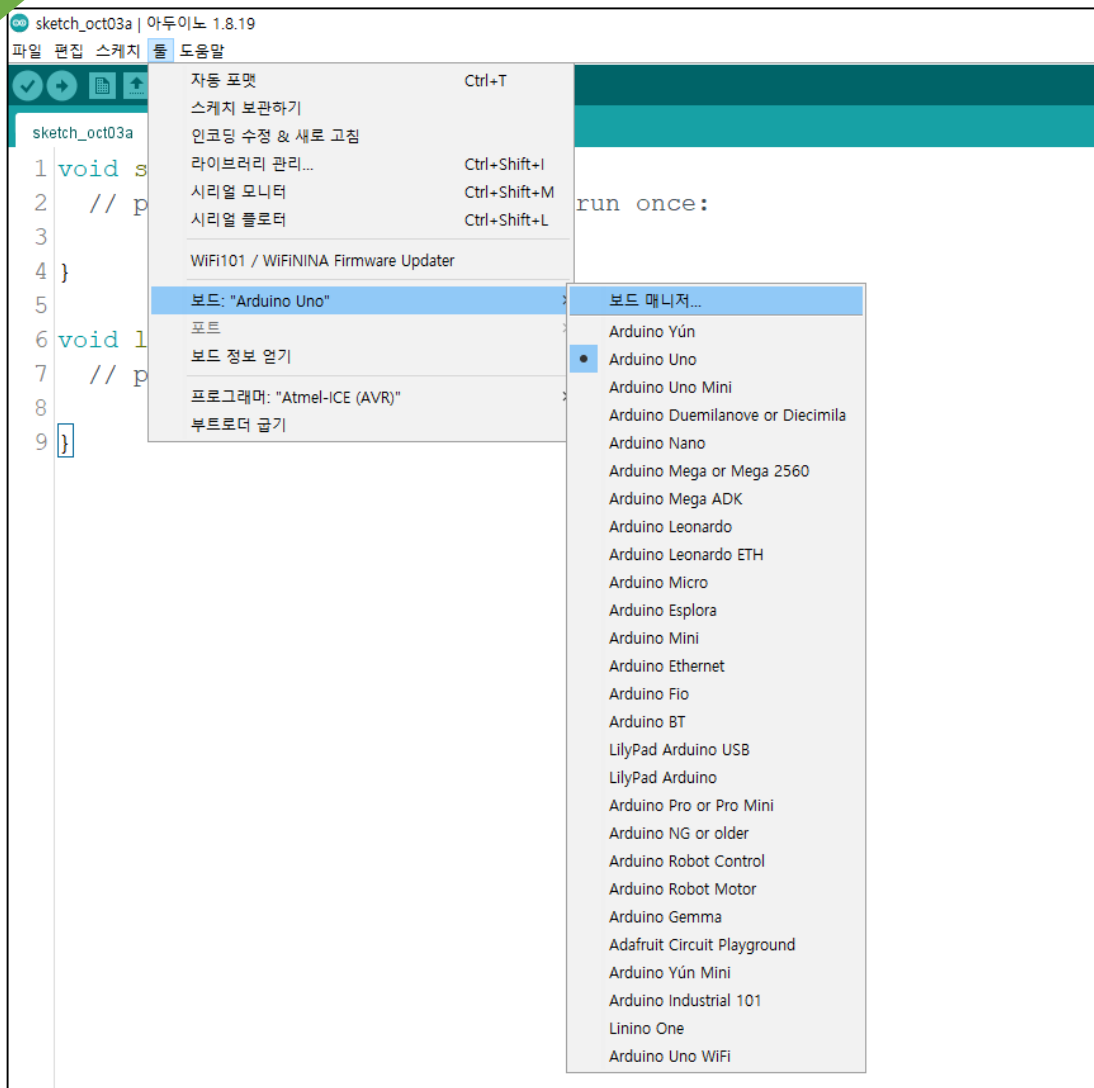 sketch_oct03a | 아두이노 1.8.19
파일 편집 스케치 툴 도움말
sketch_oct03a
자동 포맷 Ctrl+T
스케치 보관하기
인코딩 수정 & 새로 고침
라이브러리 관리... Ctrl+Shift+I
시리얼 모니터 Ctrl+Shift+M
시리얼 플로터 Ctrl+Shift+L
WiFi101 / WiFiNINA Firmware Updater
보드: "Arduino Uno"
포트
보드 정보 얻기
프로그래머: "Atmel-ICE (AVR)"
부트로더 굽기
보드 매니저...
Arduino Yún
Arduino Uno
Arduino Uno Mini
Arduino Duemilanove or Diecimila
Arduino Nano
Arduino Mega or Mega 2560
Arduino Mega ADK
Arduino Leonardo
Arduino Leonardo ETH
Arduino Micro
Arduino Esplora
Arduino Mini
Arduino Ethernet
Arduino Fio
Arduino BT
LilyPad Arduino USB
LilyPad Arduino
Arduino Pro or Pro Mini
Arduino NG or older
Arduino Robot Control
Arduino Robot Motor
Arduino Gemma
Adafruit Circuit Playground
Arduino Yún Mini
Arduino Industrial 101
Linino One
Arduino Uno WiFi
1 void s
2 // p run once:
3
4 }
5
6 void l
7 // p
8
9 }